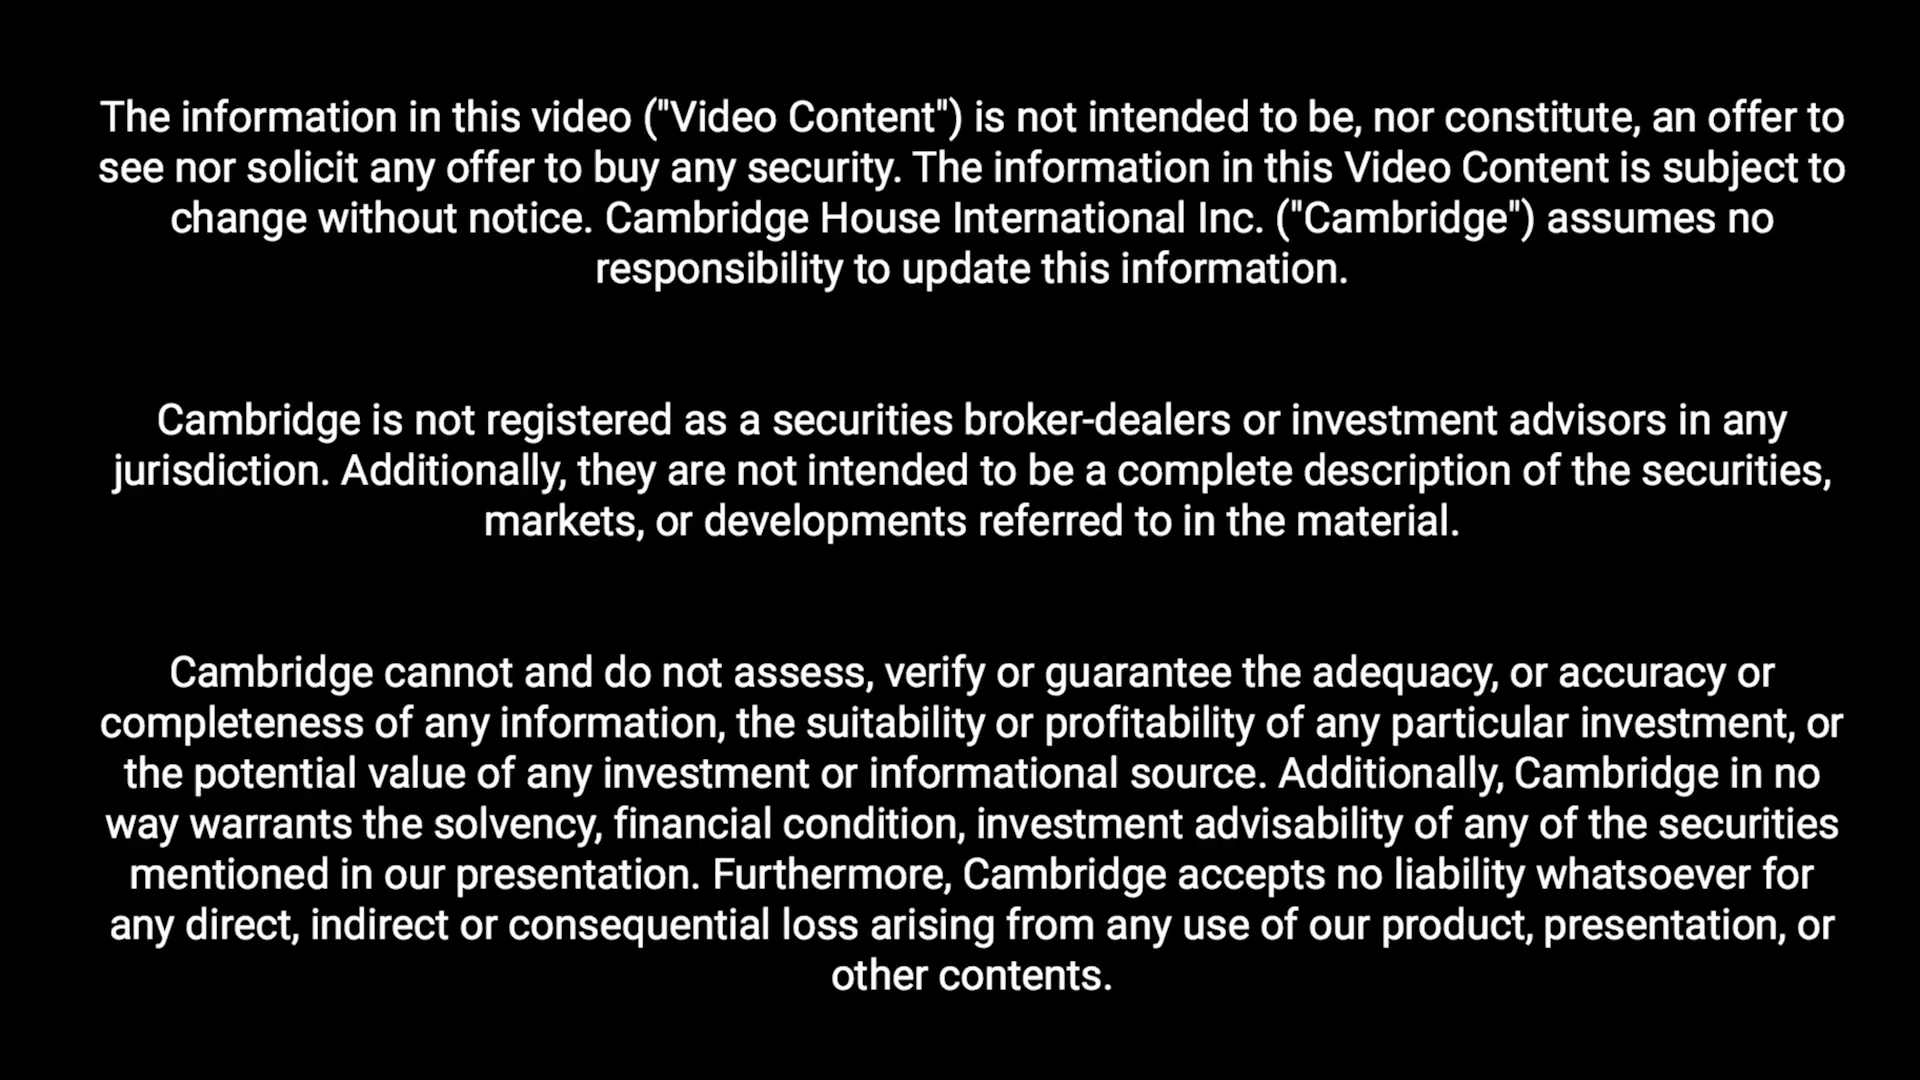 The information in this video ("Video Content") is not intended to be, nor constitute, an offer to
see nor solicit any offer to buy any security. The information in this Video Content is subject to
change without notice. Cambridge House International Inc. ("Cambridge") assumes no
responsibility to update this information.
Cambridge is not registered as a securities broker-dealers or investment advisors in any
jurisdiction. Additionally, they are not intended to be a complete description of the securities,
markets, or developments referred to in the material.
Cambridge cannot and do not assess, verify or guarantee the adequacy, or accuracy or
completeness of any information, the suitability or profitability of any particular investment, or
the potential value of any investment or informational source. Additionally, Cambridge in no
way warrants the solvency, financial condition, investment advisability of any of the securities
mentioned in our presentation. Furthermore, Cambridge accepts no liability whatsoever for
any direct, indirect or consequential loss arising from any use of our product, presentation, or
other contents.